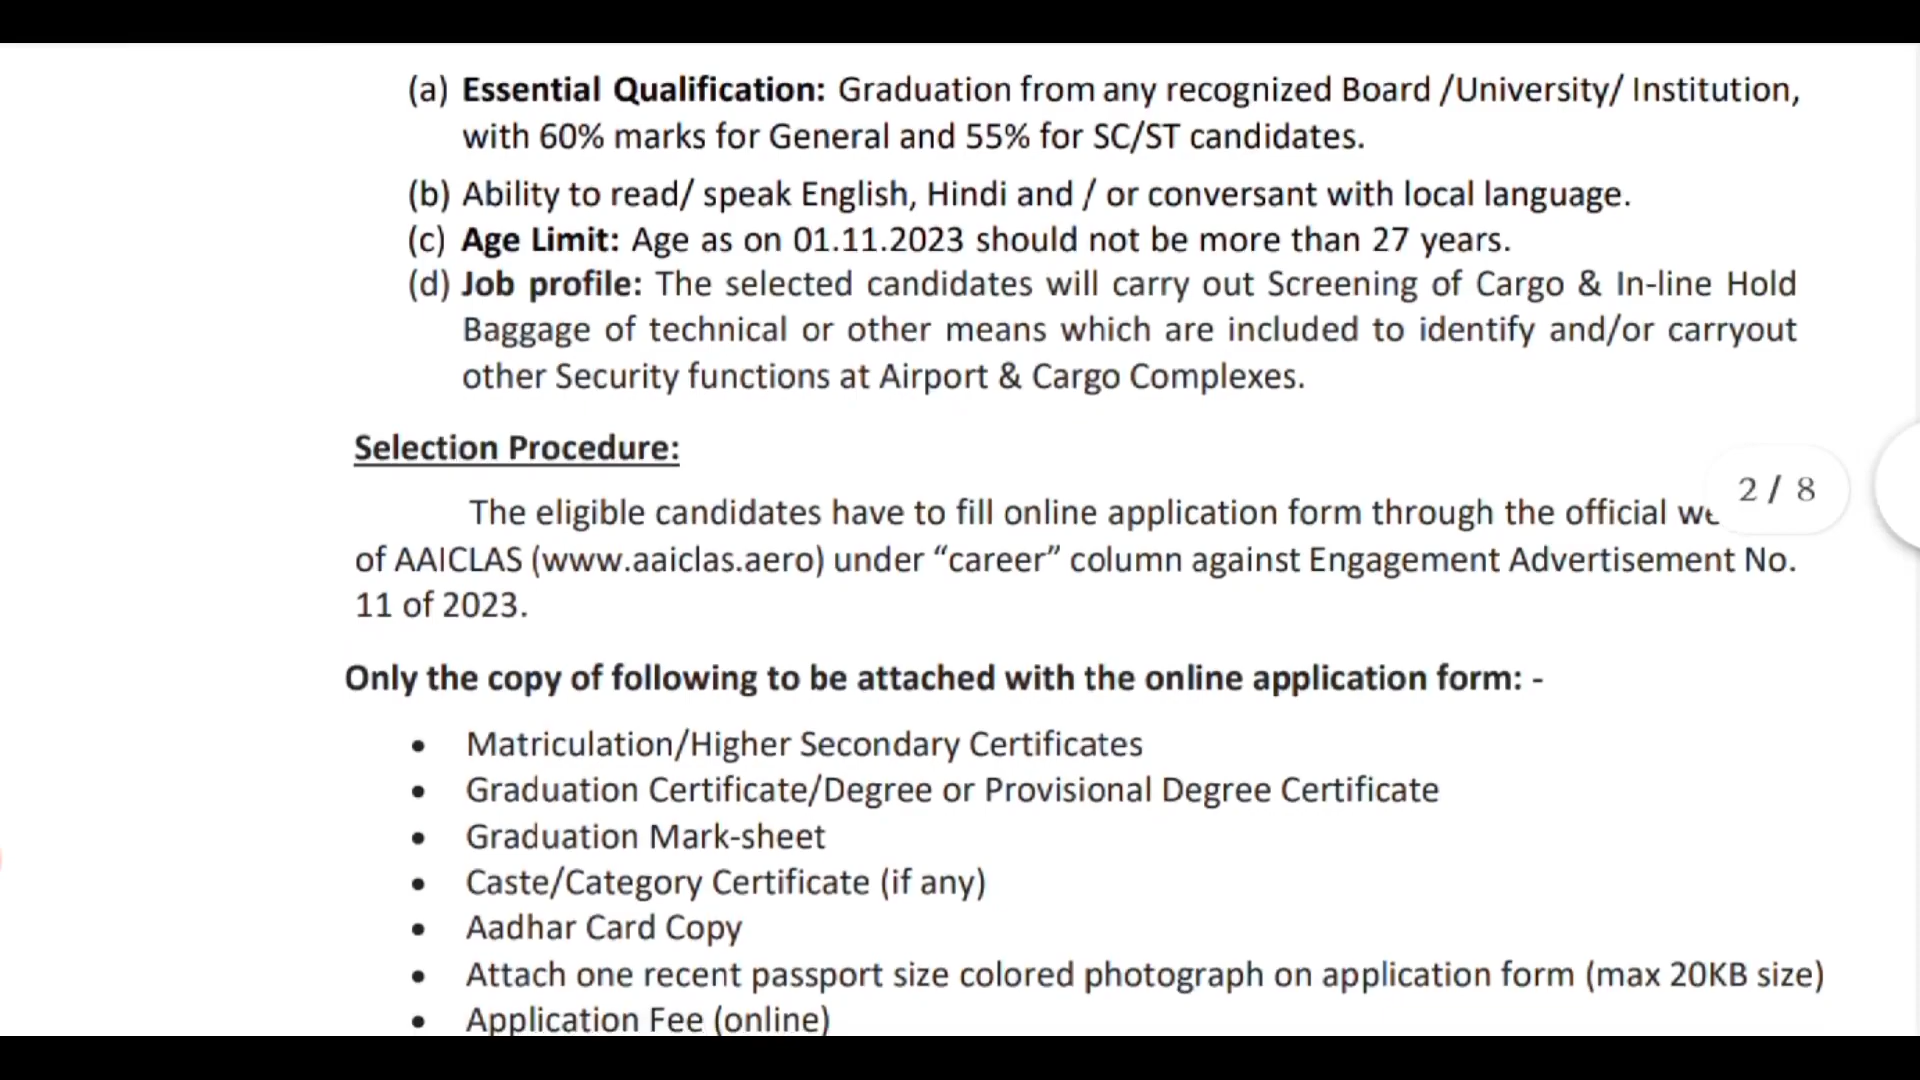 (a) Essential Qualification: Graduation from any recognized Board /University/ Institution,
with 60% marks for General and 55% for SC/ST candidates.
(b) Ability to read/ speak English, Hindi and / or conversant with local language.
(c) Age Limit: Age as on 01.11.2023 should not be more than 27 years.
(d) Job profile: The selected candidates will carry out Screening of Cargo & In-line Hold
Baggage of technical or other means which are included to identify and/or carryout
other Security functions at Airport & Cargo Complexes.
Selection Procedure:
2 / 8
The eligible candidates have to fill online application form through the official
of AAICLAS (www.aaiclas.aero) under “career” column against Engagement Advertisement No.
11 of 2023.
Only the copy of following to be attached with the online application form: -
• Matriculation/Higher Secondary Certificates
• Graduation Certificate/Degree or Provisional Degree Certificate
• Graduation Mark-sheet
• Caste/Category Certificate (if any)
• Aadhar Card Copy
• Attach one recent passport size colored photograph on application form (max 20KB size)
• Application Fee (online)